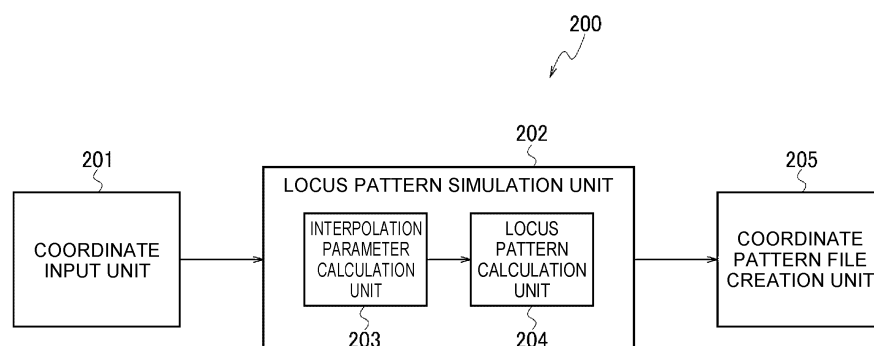 200
202
201
205
LOCUS PATTERN SIMULATION UNIT
COORDINATE
INPUT UNIT
INTERPOLATION
PARAMETER
CALCULATION
UNIT
LOCUS
PATTERN
CALCULATION
UNIT
COORDINATE
PATTERN FILE
CREATION UNIT
203
204